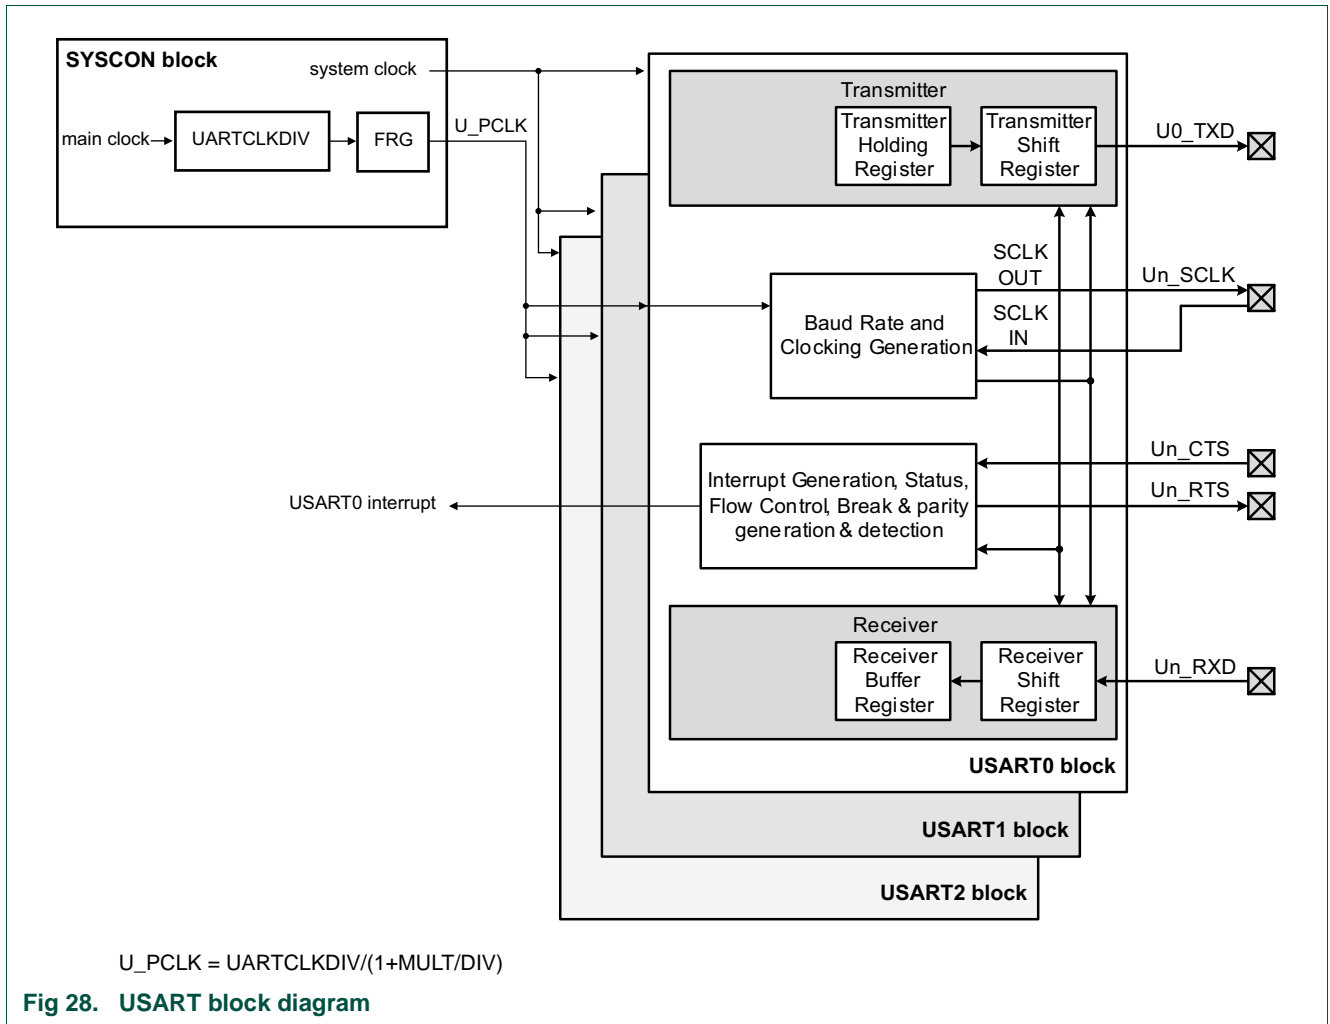 SYSCON block
system clock
main clock
UARTCLKDIV
FRG
U_PCLK
Transmitter
Transmitter
Holding
Register
Transmitter
Shift
Register
U0_TXD
SCLK
OUT
Un_SCLK
SCLK
IN
Baud Rate and
Clocking Generation
Un_CTS
Un_RTS
Interrupt Generation, Status,
Flow Control, Break & parity
generation & detection
USART0 interrupt
Receiver
Receiver
Buffer
Register
Receiver
Shift
Register
Un_RXD
USART0 block
USART1 block
USART2 block
U_PCLK = UARTCLKDIV/(1+MULT/DIV)
Fig 28. USART block diagram